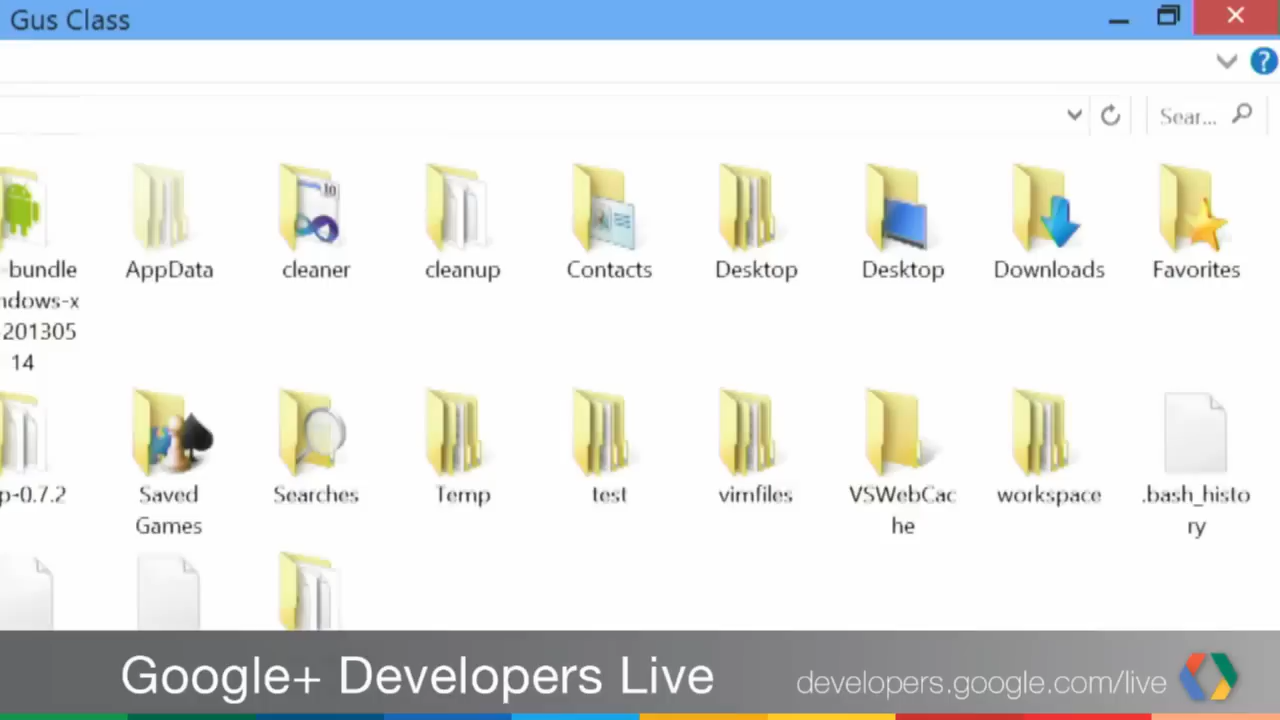 Gus Class
Sear...
-bundle
ndows-x
-201305
14
AppData
cleaner
cleanup
Contacts
Desktop
Desktop
Downloads
Favorites
p-0.7.2
Saved
Games
Searches
Temp
test
vimfiles
VSWebCac
he
workspace
.bash_histo
ry
Google+ Developers Live
developers.google.com/live